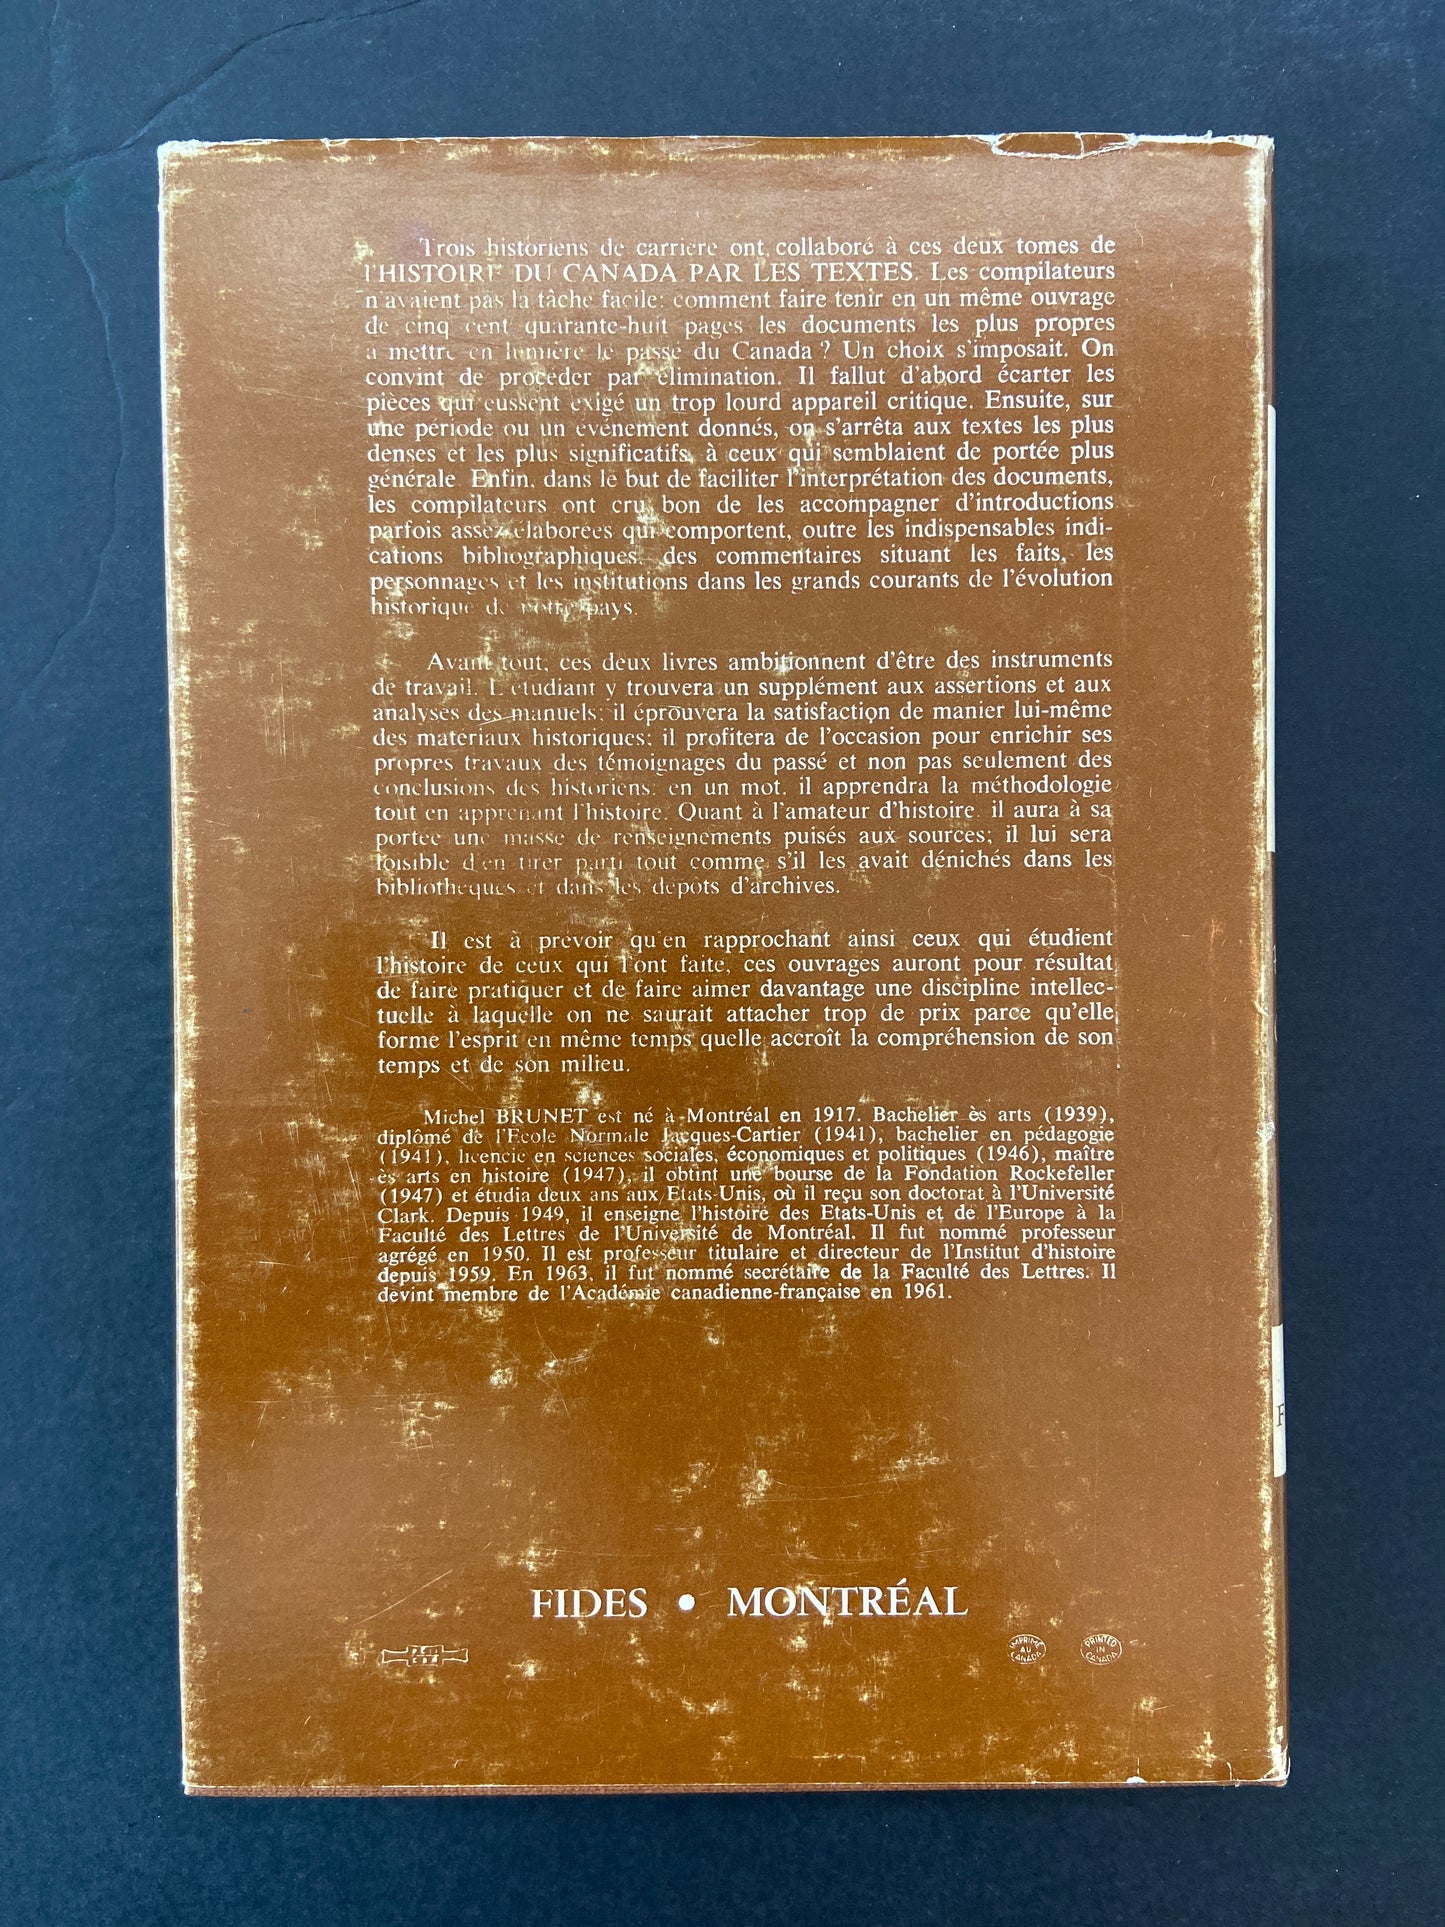 Trois historiens de carrière ont collaboré à ces deux tomes de
l'HISTOIRE DU CANADA PAR LES TEXTES. Les compilateurs
n'avaient pas la tâche facile: comment faire tenir en un même ouvrage
de cinq cent quarante-huit pages les documents les plus propres
à mettre en lumière le passé du Canada ? Un choix s'imposait. On
convint de procéder par élimination. Il fallut d'abord écarter les
pièces qui eussent exigé un trop lourd appareil critique. Ensuite, sur
une période ou un événement donnés, on s'arrêta aux textes les plus
denses et les plus significatifs, à ceux qui semblaient de portée plus
générale. Enfin, dans le but de faciliter l'interprétation des documents,
les compilateurs ont cru bon de les accompagner d'introductions
parfois assez élaborées qui comportent, outre les indispensables indi-
cations bibliographiques, des commentaires situant les faits, les
personnages et les institutions dans les grands courants de l'évolution
historique de notre pays.
Avant tout, ces deux livres ambitionnent d'être des instruments
de travail. L'étudiant y trouvera un supplément aux assertions et aux
analyses des manuels; il éprouvera la satisfaction de manier lui-même
des matériaux historiques; il profitera de l'occasion pour enrichir ses
propres travaux des témoignages du passé et non pas seulement des
conclusions des historiens; en un mot, il apprendra la méthodologie
tout en apprenant l'histoire. Quant à l'amateur d'histoire, il aura à sa
portée une masse de renseignements puisés aux sources; il lui sera
loisible d'en tirer parti tout comme s'il les avait dénichés dans les
bibliothèques et dans les dépôts d'archives.
Il est à prévoir qu'en rapprochant ainsi ceux qui étudient
l'histoire de ceux qui l'ont faite, ces ouvrages auront pour résultat
de faire pratiquer et de faire aimer davantage une discipline intellec-
tuelle à laquelle on ne saurait attacher trop de prix parce qu'elle
forme l'esprit en même temps quelle accroît la compréhension de son
temps et de son milieu.
Michel BRUNET est né à Montréal en 1917. Bachelier ès arts (1939),
diplômé de l'Ecole Normale Jacques-Cartier (1941), bachelier en pédagogie
(1941), licencié en sciences sociales, économiques et politiques (1946), maître
ès arts en histoire (1947), il obtint une bourse de la Fondation Rockefeller
(1947) et étudia deux ans aux Etats-Unis, où il reçu son doctorat à l'Université
Clark. Depuis 1949, il enseigne l'histoire des Etats-Unis et de l'Europe à la
Faculté des Lettres de l'Université de Montréal. Il fut nommé professeur
agrégé en 1950. Il est professeur titulaire et directeur de l'Institut d'histoire
depuis 1959. En 1963, il fut nommé secrétaire de la Faculté des Lettres. Il
devint membre de l'Académie canadienne-française en 1961.
FIDES • MONTRÉAL
IMPRIMÉ
AU
CANADA
PRINTED
IN
CANADA